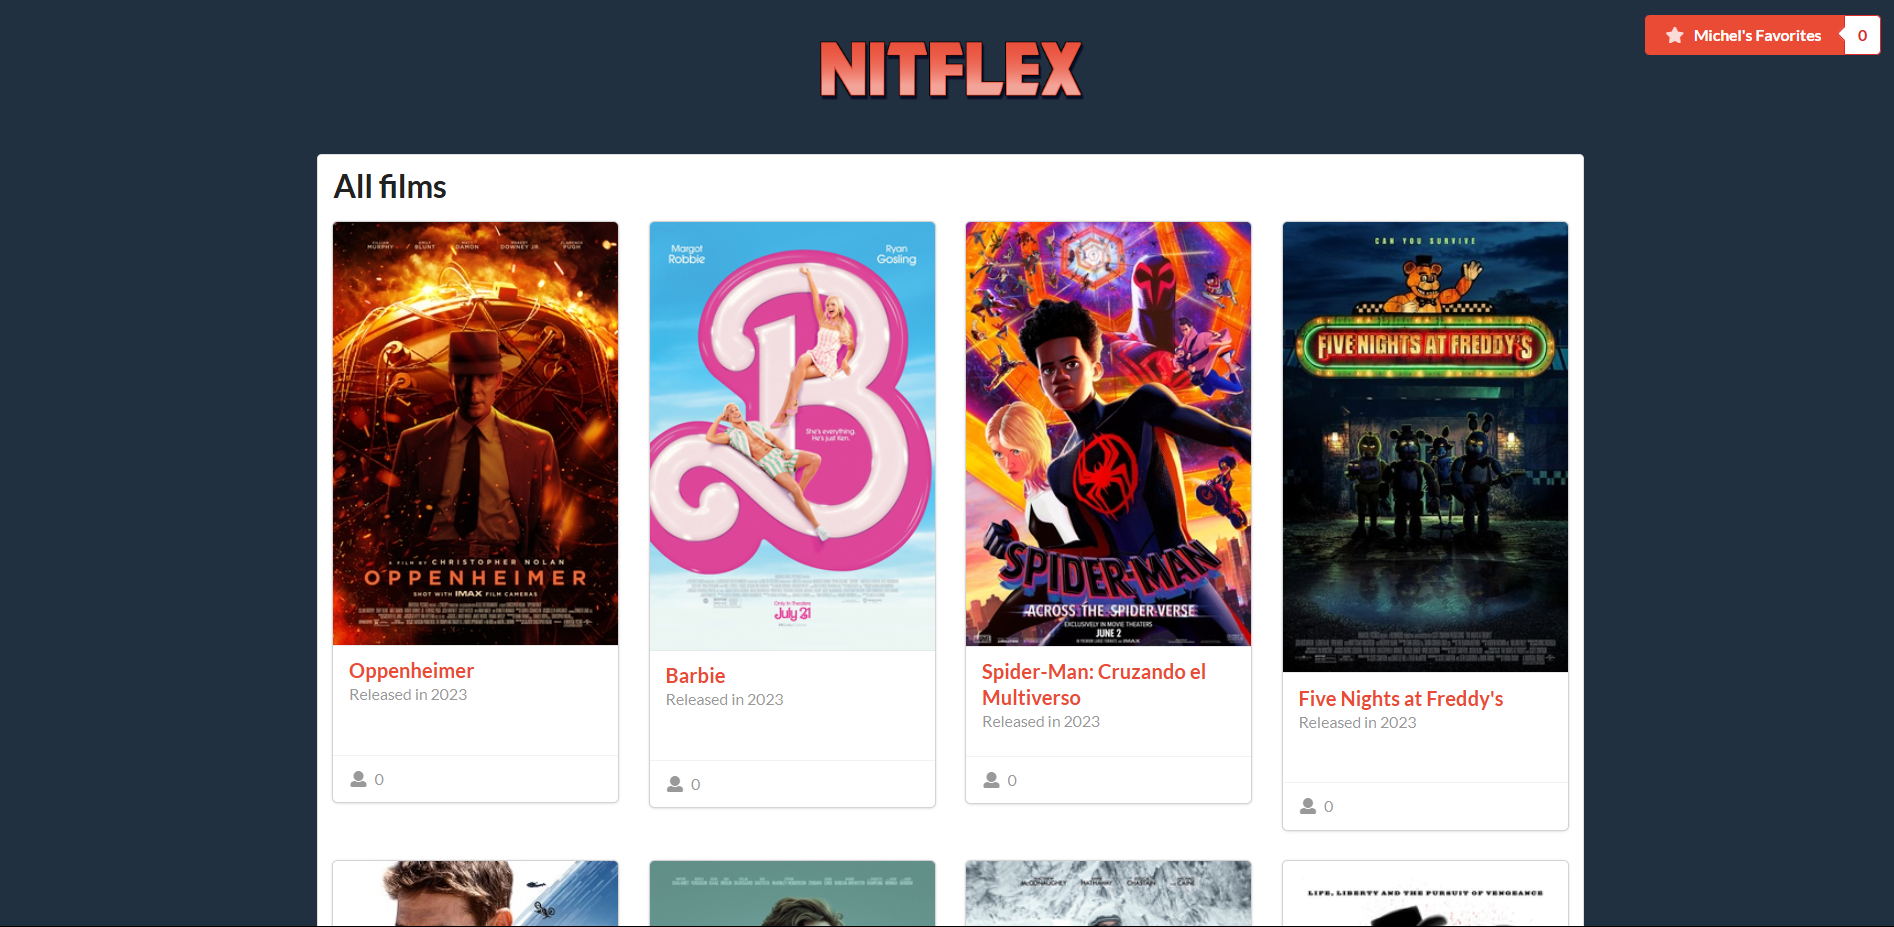 NITFLEX
Michel's Favorites 0
All films
CILLIAN MURPHY / EMILY BLUNT MATT DAMON ROBERT DOWNEY JR. FLORENCE PUGH
A FILM BY CHRISTOPHER NOLAN
OPPENHEIMER
SHOT WITH IMAX FILM CAMERAS
Oppenheimer
Released in 2023
0
Margot Robbie
Ryan Gosling
She's everything.
He's just Ken.
Only in Theaters
July 21
Barbie
Released in 2023
0
SPIDER-MAN
ACROSS THE SPIDER-VERSE
EXCLUSIVELY IN MOVIE THEATERS
JUNE 2
Spider-Man: Cruzando el
Multiverso
Released in 2023
0
CAN YOU SURVIVE
FIVE NIGHTS AT FREDDY'S
Five Nights at Freddy's
Released in 2023
0
McCONAUGHEY HATHAWAY CHASTAIN CAINE
LIFE, LIBERTY AND THE PURSUIT OF VENGEANCE